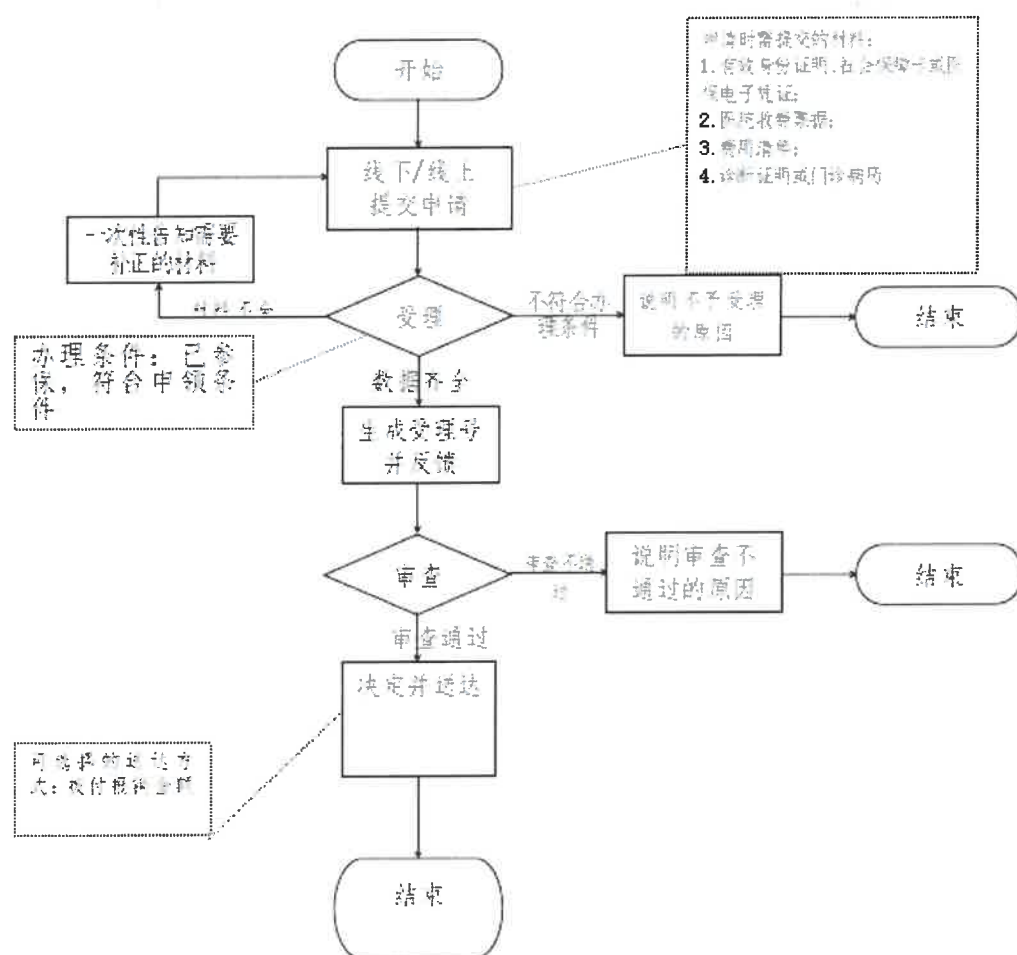 开始
申请时需提交的材料：
1.有效身份证明、社会保障卡或医
保电子凭证；
2.医院收费票据；
3.费用清单；
4.诊断证明或门诊病历
线下/线上
提交申请
一次性告知需要
补正的材料
材料不全
受理
不符合办
理条件
说明不予受理
的原因
结束
办理条件：已参
保，符合申领条
件
数据齐全
生成受理号
并反馈
审查
审查不通
过
说明审查不
通过的原因
结束
审查通过
决定并送达
可选择的送达方
式：拨付报销金额
结束